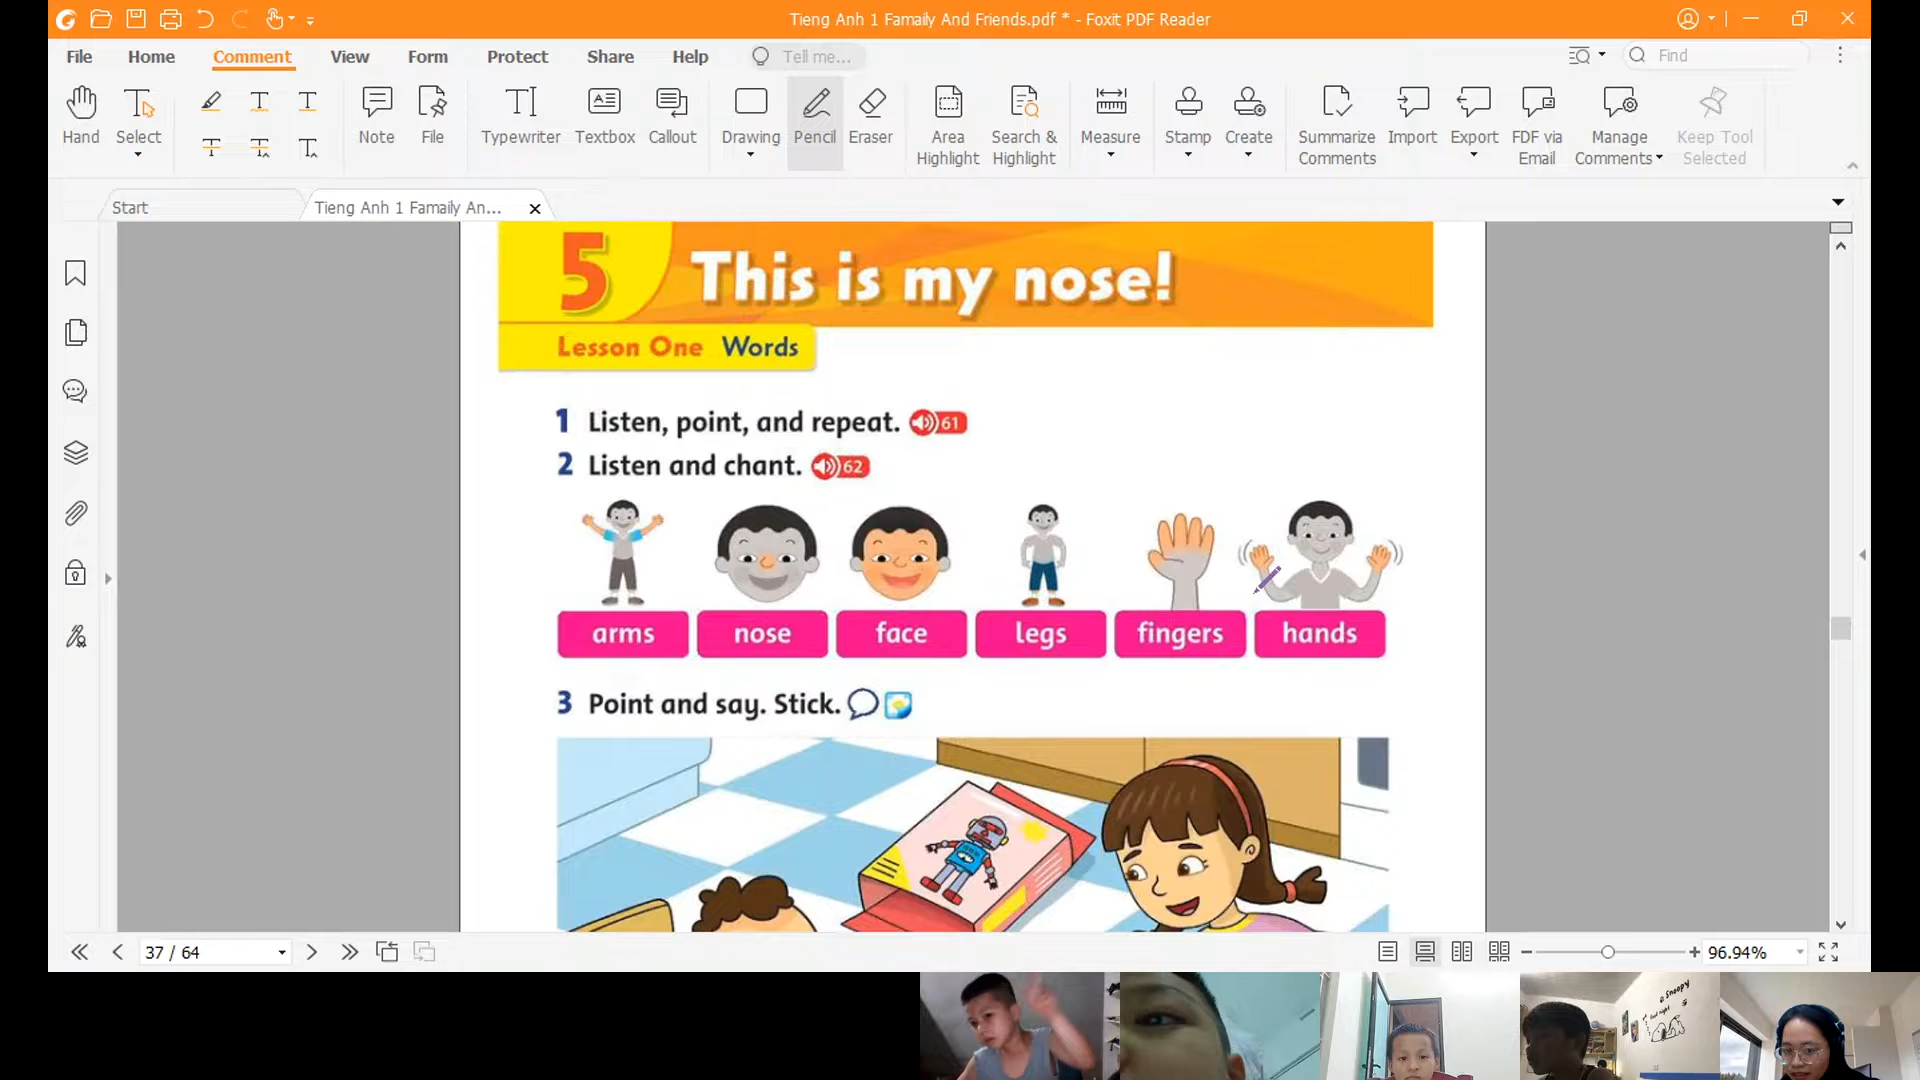 Tieng Anh 1 Famaily And Friends.pdf * - Foxit PDF Reader
File Home Comment View Form Protect Share Help Tell me... Find
Hand Select Note File Typewriter Textbox Callout Drawing Pencil Eraser Area Highlight Search & Highlight Measure Stamp Create Summarize Comments Import Export PDF via Email Manage Comments Keep Tool Selected
Start Tieng Anh 1 Famaily An...
5 This is my nose!
Lesson One Words
1 Listen, point, and repeat. 61
2 Listen and chant. 62
arms nose face legs fingers hands
3 Point and say. Stick.
37 / 64 96.94%
Snoopy